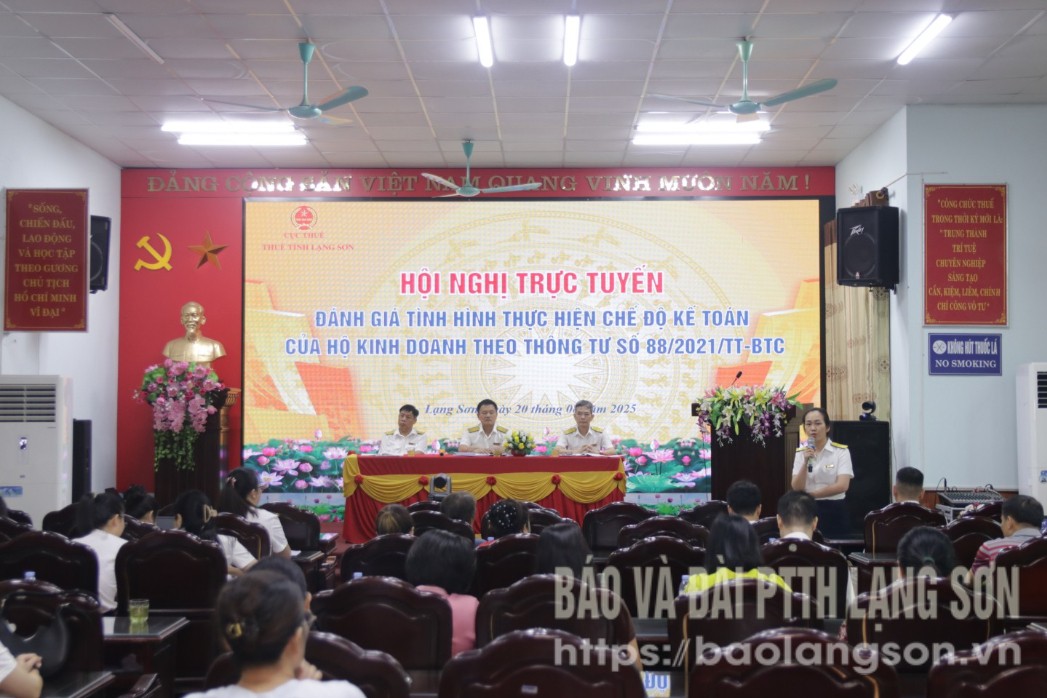 ĐẢNG CỘNG SẢN VIỆT NAM QUANG VINH MUÔN NĂM!
"SỐNG,
CHIẾN ĐẤU,
LAO ĐỘNG
VÀ HỌC TẬP
THEO GƯƠNG
CHỦ TỊCH
HỒ CHÍ MINH
VĨ ĐẠI"
CỤC THUẾ
THUẾ TỈNH LẠNG SƠN
HỘI NGHỊ TRỰC TUYẾN
ĐÁNH GIÁ TÌNH HÌNH THỰC HIỆN CHẾ ĐỘ KẾ TOÁN
CỦA HỘ KINH DOANH THEO THÔNG TƯ SỐ 88/2021/TT-BTC
Lạng Sơn, ngày 20 tháng 2025
PEAVEY
"CÔNG CHỨC THUẾ
TRONG THỜI KỲ MỚI LÀ:
"TRUNG THÀNH
TRÍ TUỆ
CHUYÊN NGHIỆP
SÁNG TẠO
CẦN, KIỆM, LIÊM, CHÍNH
CHÍ CÔNG VÔ TƯ"
KHÔNG HÚT THUỐC LÁ
NO SMOKING
BÁO VÀ ĐÀI PTTH LẠNG SƠN
https://baolangson.vn